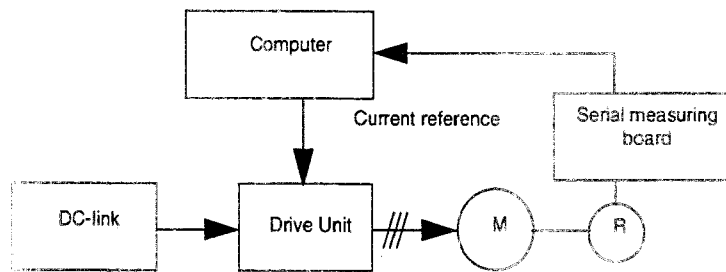 Computer
Current reference
Serial measuring
board
DC-link
Drive Unit
M
R